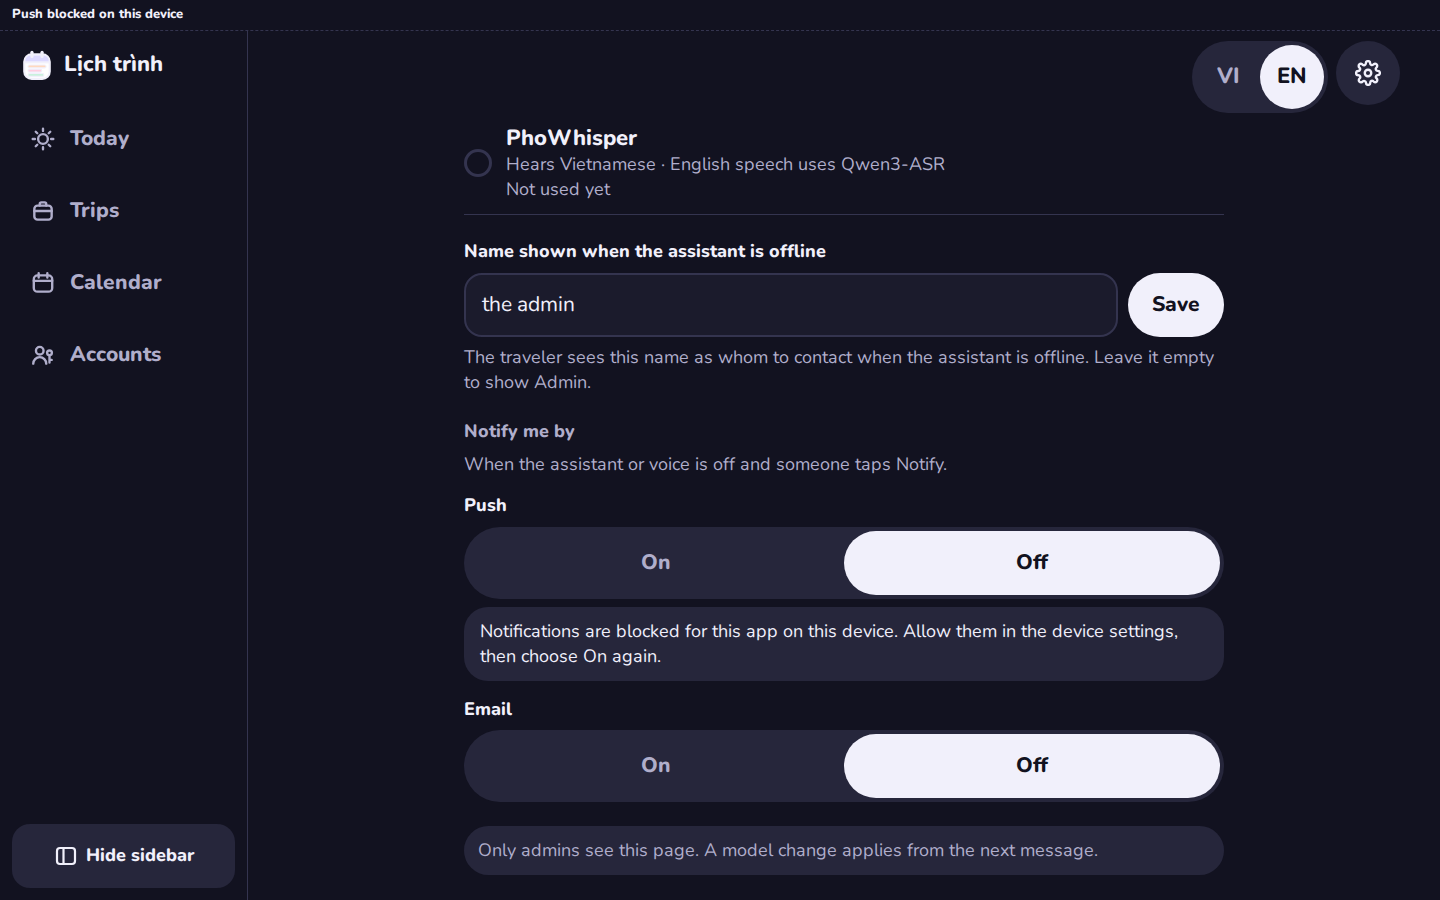 Push blocked on this device
Lịch trình
VI
EN
Today
Trips
Calendar
Accounts
PhoWhisper
Hears Vietnamese · English speech uses Qwen3-ASR
Not used yet
Name shown when the assistant is offline
the admin
Save
The traveler sees this name as whom to contact when the assistant is offline. Leave it empty
to show Admin.
Notify me by
When the assistant or voice is off and someone taps Notify.
Push
On
Off
Notifications are blocked for this app on this device. Allow them in the device settings,
then choose On again.
Email
On
Off
Only admins see this page. A model change applies from the next message.
Hide sidebar